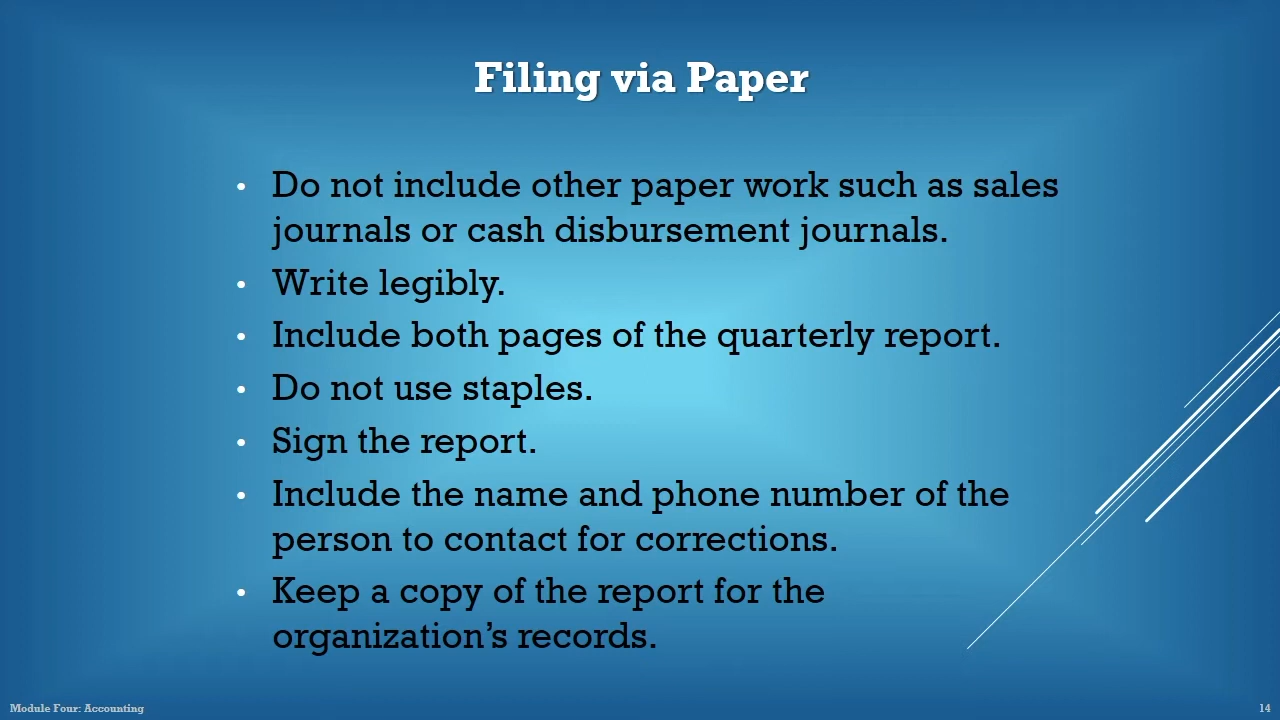 Filing via Paper
• Do not include other paper work such as sales
journals or cash disbursement journals.
• Write legibly.
• Include both pages of the quarterly report.
• Do not use staples.
• Sign the report.
• Include the name and phone number of the
person to contact for corrections.
• Keep a copy of the report for the
organization’s records.
Module Four: Accounting
14